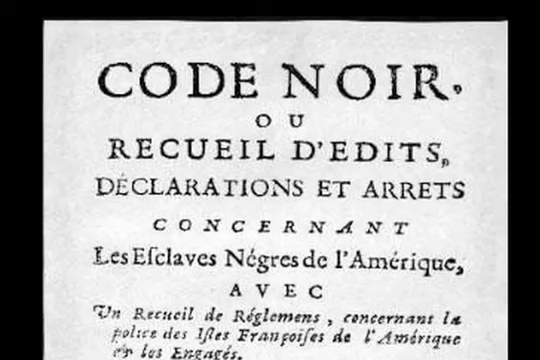 CODE NOIR,
OU
RECUEIL D'EDITS,
DÉCLARATIONS ET ARRETS
CONCERNANT
Les Eſclaves Négres de l'Amérique,
AVEC
Un Recueil de Réglemens, concernant la
police des Iſles Françoiſes de l'Amérique
& les Engagés.